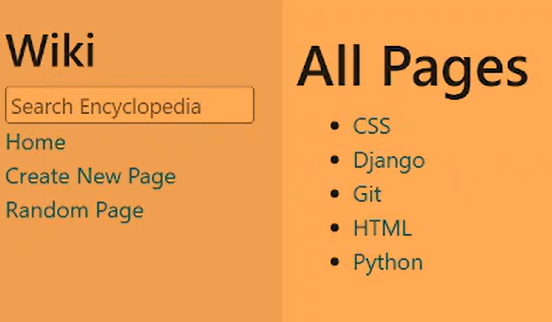 Wiki
Search Encyclopedia
Home
Create New Page
Random Page
All Pages
CSS
Django
Git
HTML
Python